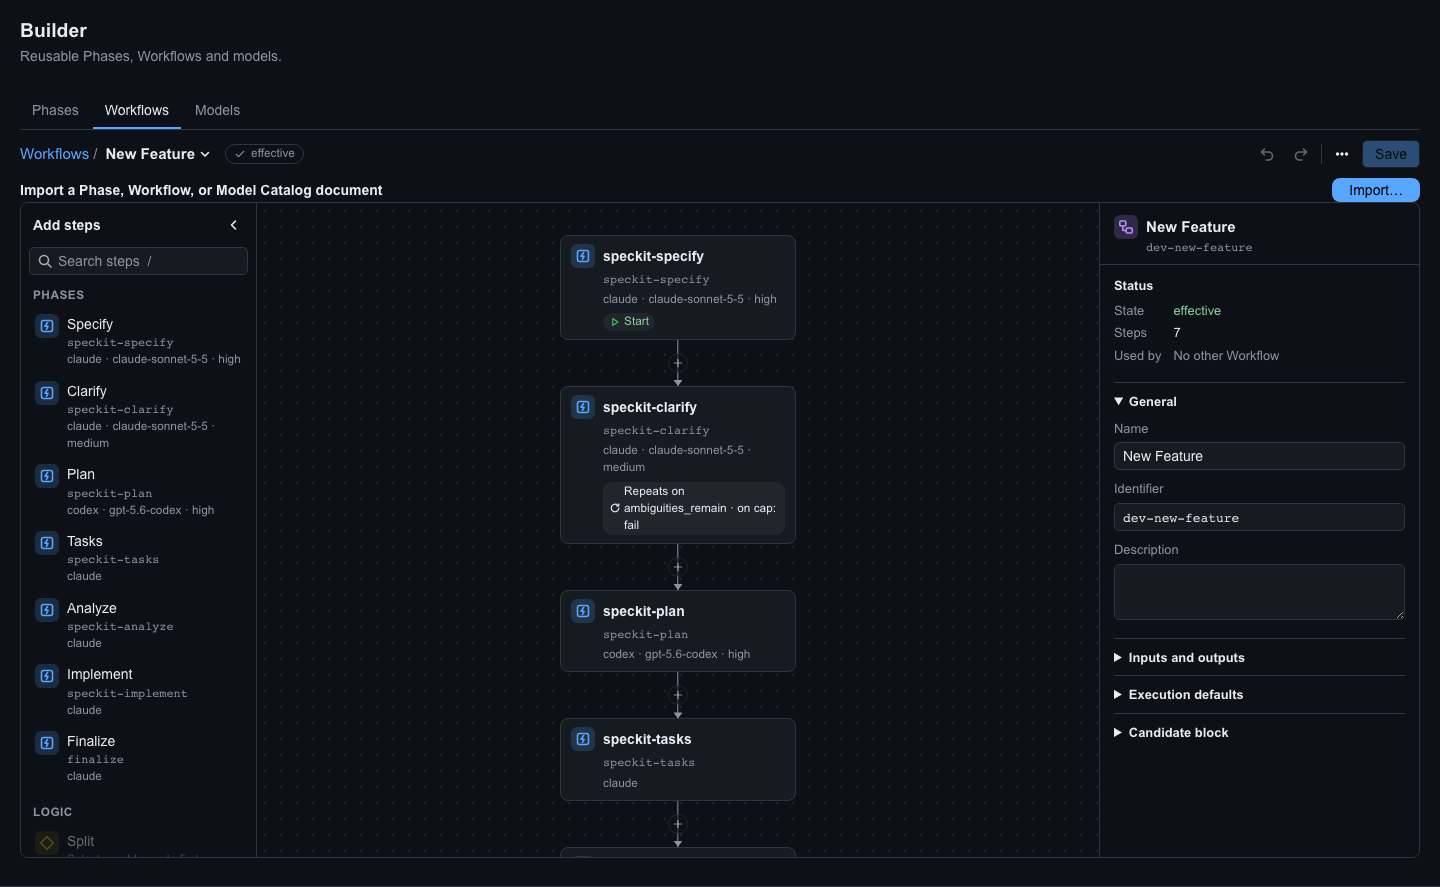 Builder
Reusable Phases, Workflows and models.
Phases
Workflows
Models
Workflows / New Feature
effective
Save
Import a Phase, Workflow, or Model Catalog document
Import…
Add steps
Search steps /
PHASES
Specify
speckit-specify
claude · claude-sonnet-5-5 · high
Clarify
speckit-clarify
claude · claude-sonnet-5-5 ·
medium
Plan
speckit-plan
codex · gpt-5.6-codex · high
Tasks
speckit-tasks
claude
Analyze
speckit-analyze
claude
Implement
speckit-implement
claude
Finalize
finalize
claude
LOGIC
Split
speckit-specify
speckit-specify
claude · claude-sonnet-5-5 · high
Start
speckit-clarify
speckit-clarify
claude · claude-sonnet-5-5 ·
medium
Repeats on
ambiguities_remain · on cap:
fail
speckit-plan
speckit-plan
codex · gpt-5.6-codex · high
speckit-tasks
speckit-tasks
claude
New Feature
dev-new-feature
Status
State effective
Steps 7
Used by No other Workflow
General
Name
New Feature
Identifier
dev-new-feature
Description
Inputs and outputs
Execution defaults
Candidate block